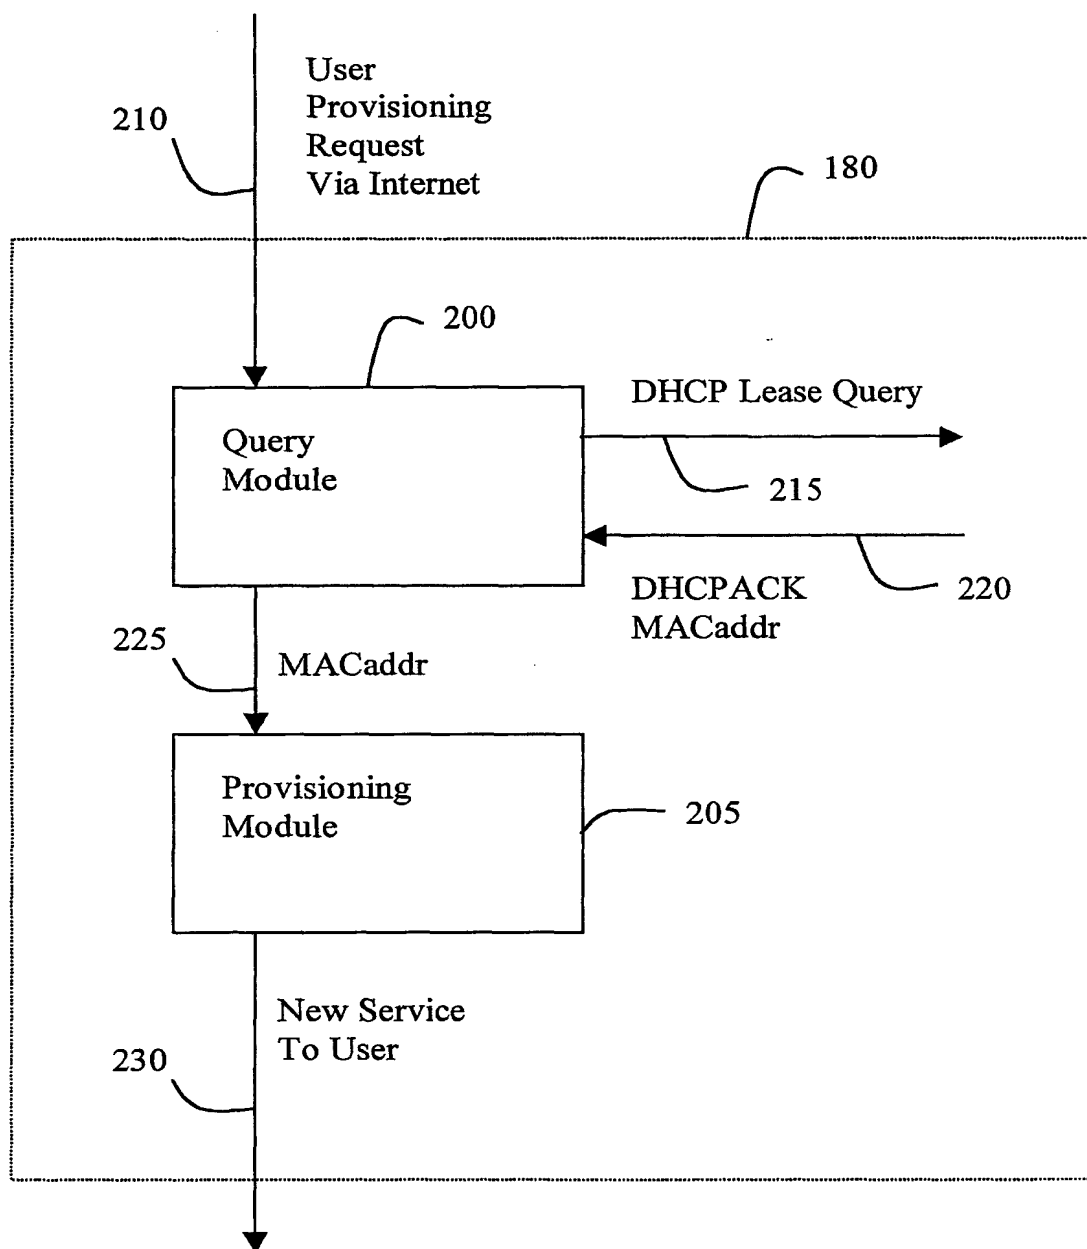 User
Provisioning
Request
Via Internet
210
180
200
DHCP Lease Query
Query
Module
215
220
DHCPACK
MACaddr
225
MACaddr
Provisioning
Module
205
New Service
To User
230